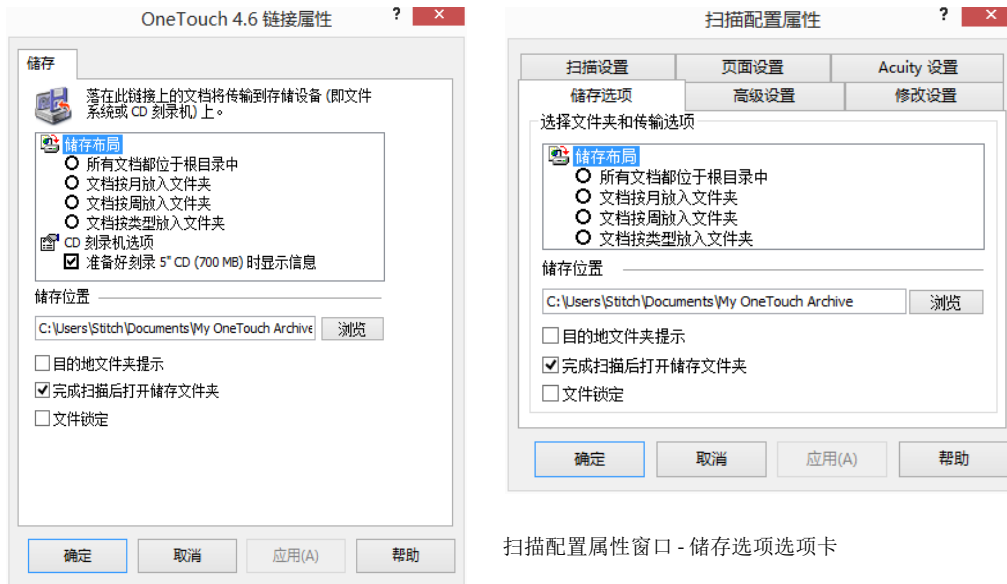 OneTouch 4.6 链接属性
?
×
储存
落在此链接上的文档将传输到存储设备 (即文件
系统或 CD 刻录机) 上。
储存布局
所有文档都位于根目录中
文档按月放入文件夹
文档按周放入文件夹
文档按类型放入文件夹
CD 刻录机选项
准备好刻录 5" CD (700 MB) 时显示信息
储存位置
C:\Users\Stitch\Documents\My OneTouch Archive
浏览
目的地文件夹提示
完成扫描后打开储存文件夹
文件锁定
确定 取消 应用(A) 帮助
扫描配置属性
?
×
扫描设置 页面设置 Acuity 设置
储存选项 高级设置 修改设置
选择文件夹和传输选项
储存布局
所有文档都位于根目录中
文档按月放入文件夹
文档按周放入文件夹
文档按类型放入文件夹
储存位置
C:\Users\Stitch\Documents\My OneTouch Archive
浏览
目的地文件夹提示
完成扫描后打开储存文件夹
文件锁定
确定 取消 应用(A) 帮助
扫描配置属性窗口 - 储存选项选项卡